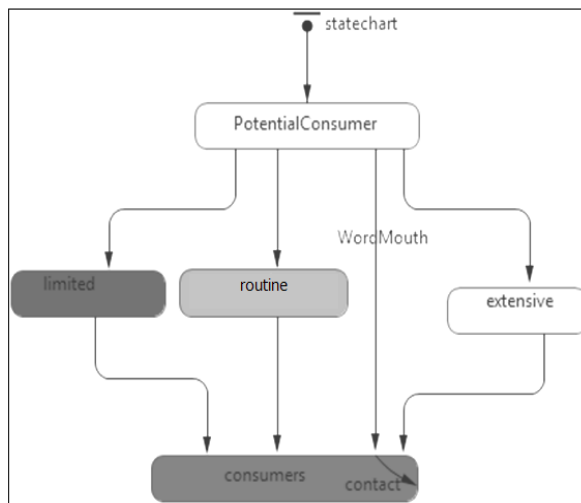 statechart
PotentialConsumer
WordMouth
limited
routine
extensive
consumers
contact